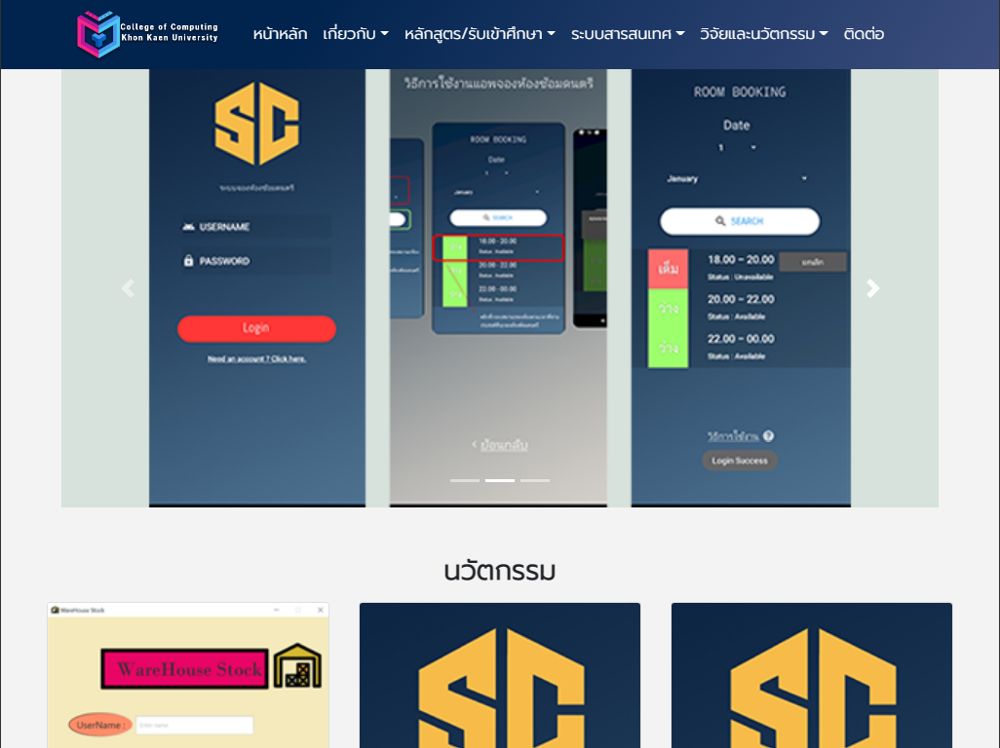 College of Computing
Khon Kaen University
หน้าหลัก เกี่ยวกับ หลักสูตร/รับเข้าศึกษา ระบบสารสนเทศ วิจัยและนวัตกรรม ติดต่อ
SC
ระบบจองห้องซ้อมดนตรี
USERNAME
PASSWORD
Login
Need an account ? Click here.
วิธีการใช้งานแอพจองห้องซ้อมดนตรี
ROOM BOOKING
Date
1
January
SEARCH
ว่าง
18.00 - 20.00
Status : Available
20.00 - 22.00
Status : Available
ว่าง
22.00 - 00.00
Status : Available
ย้อนกลับ
ROOM BOOKING
Date
1
January
SEARCH
เต็ม
18.00 – 20.00
Status : Unavailable
ยกเลิก
ว่าง
20.00 – 22.00
Status : Available
ว่าง
22.00 – 00.00
Status : Available
วิธีการใช้งาน
Login Success
นวัตกรรม
WareHouse Stock
WareHouse Stock
UserName :
Enter name
SC
SC